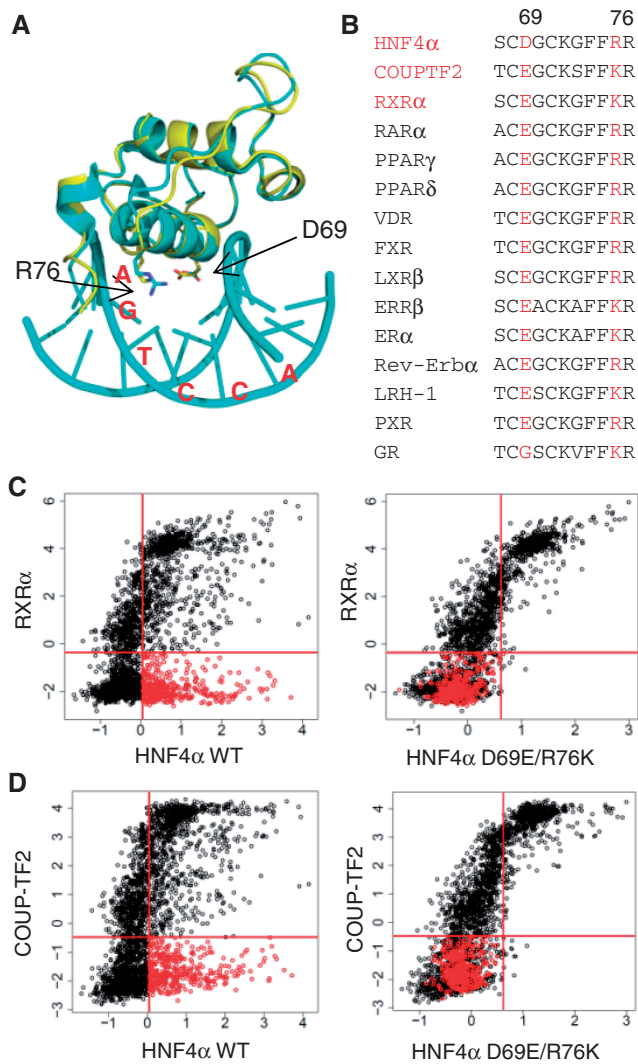 A
R76
D69
A
G
T
C
C
A
B
69 76
HNF4α SCDGCKGFFRR
COUPTF2 TCEGCKSFFKR
RXRα SCEGCKGFFKR
RARα ACEGCKGFFRR
PPARγ ACEGCKGFFRR
PPARδ ACEGCKGFFRR
VDR TCEGCKGFFRR
FXR TCEGCKGFFRR
LXRβ SCEGCKGFFRR
ERRβ SCEACKAFFKR
ERα SCEGCKAFFKR
Rev-Erbα ACEGCKGFFRR
LRH-1 TCESCKGFFKR
PXR TCEGCKGFFRR
GR TCGSCKVFFKR
C
RXRα
6
4
2
0
-2
-1 0 1 2 3 4
HNF4α WT
RXRα
6
4
2
0
-2
-1 0 1 2 3
HNF4α D69E/R76K
D
COUP-TF2
4
3
2
1
0
-1
-2
-3
-1 0 1 2 3 4
HNF4α WT
COUP-TF2
4
3
2
1
0
-1
-2
-3
-1 0 1 2 3
HNF4α D69E/R76K